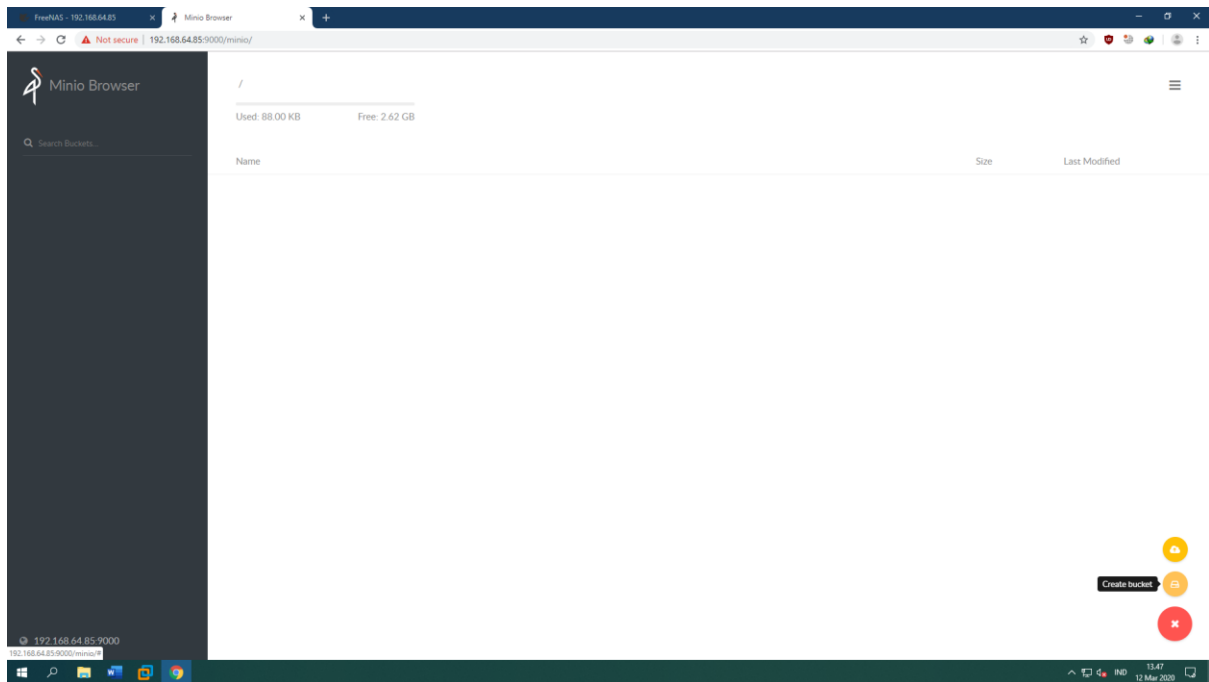 FreeNAS - 192.168.64.85
Minio Browser
Not secure | 192.168.64.85:9000/minio/
Minio Browser
/
Used: 88.00 KB Free: 2.62 GB
Search Buckets...
Name Size Last Modified
Create bucket
192.168.64.85:9000
192.168.64.85:9000/minio/#
IND
13.47
12 Mar 2020